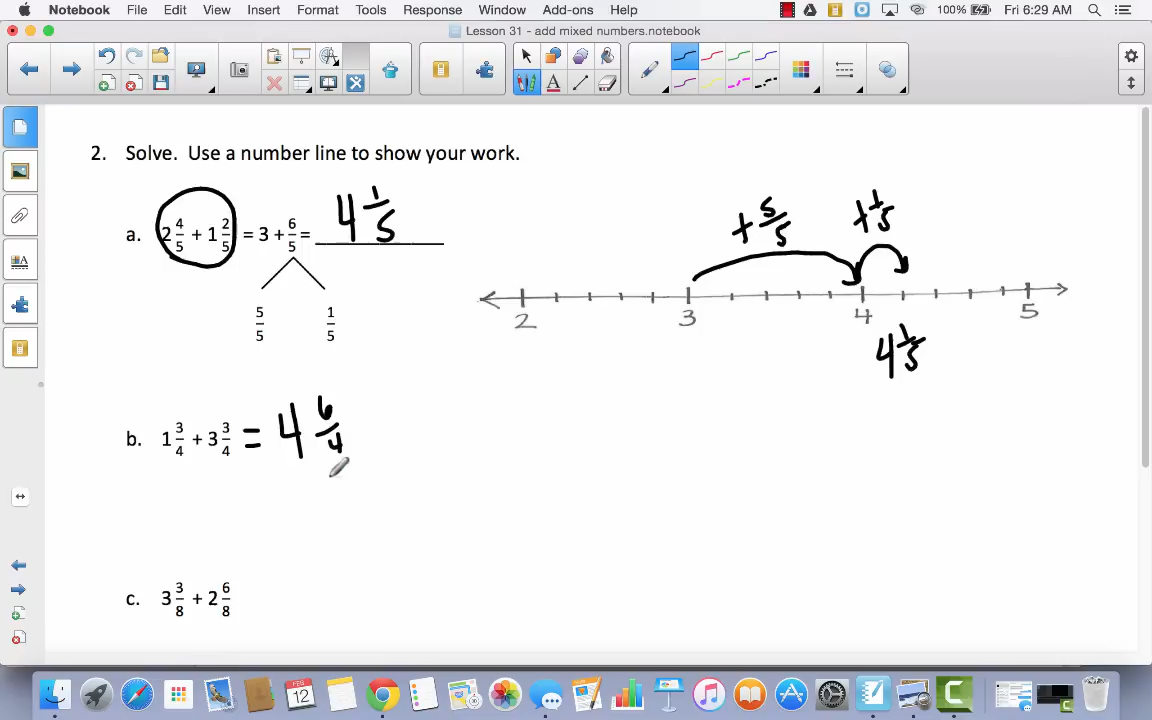 Notebook File Edit View Insert Format Tools Response Window Add-ons Help 100% Fri 6:29 AM
Lesson 31 - add mixed numbers.notebook
2. Solve. Use a number line to show your work.
a. 2 4/5 + 1 2/5 = 3 + 6/5 = 4 1/5
5/5 1/5
+5/5 +1/5
2 3 4 5
4 1/5
b. 1 3/4 + 3 3/4 = 4 6/4
c. 3 3/8 + 2 6/8
12